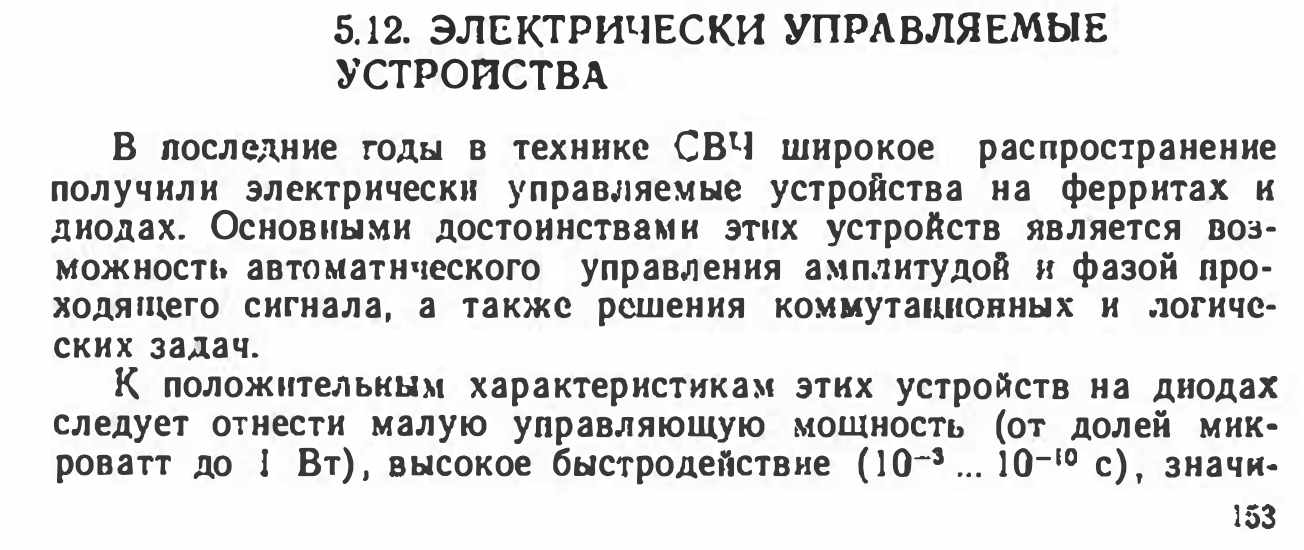 5.12. ЭЛЕКТРИЧЕСКИ УПРАВЛЯЕМЫЕ
УСТРОЙСТВА
В последние годы в технике СВЧ широкое распространение
получили электрически управляемые устройства на ферритах и
диодах. Основными достоинствами этих устройств является воз-
можность автоматического управления амплитудой и фазой про-
ходящего сигнала, а также решения коммутационных и логиче-
ских задач.
К положительным характеристикам этих устройств на диодах
следует отнести малую управляющую мощность (от долей мик-
роватт до 1 Вт), высокое быстродействие (10⁻³ ... 10⁻¹⁰ с), значи-
153